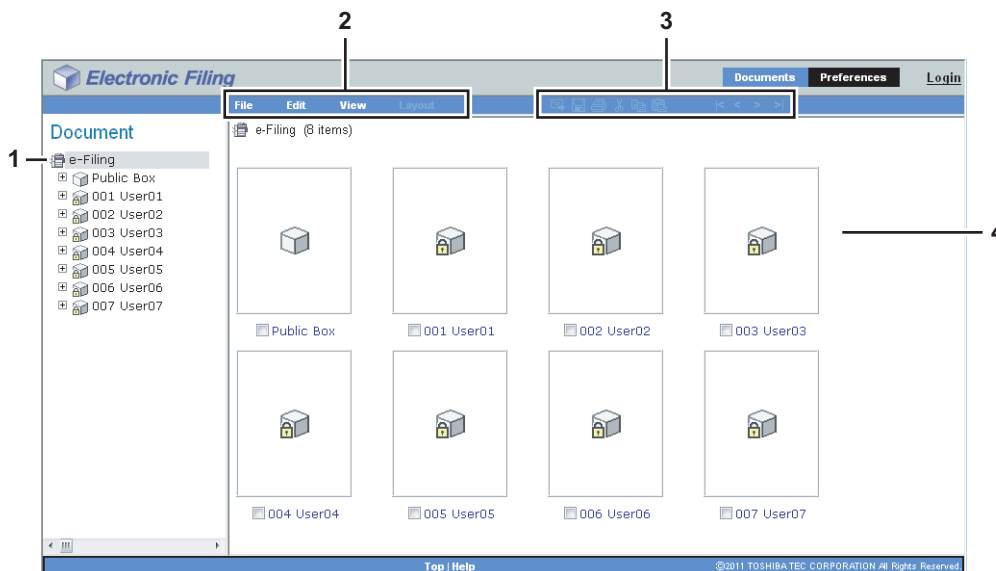 2
3
Electronic Filing
Documents
Preferences
Login
File
Edit
View
Layout
|< < > >|
Document
e-Filing (8 items)
1
e-Filing
Public Box
001 User01
002 User02
003 User03
004 User04
005 User05
006 User06
007 User07
4
Public Box
001 User01
002 User02
003 User03
004 User04
005 User05
006 User06
007 User07
Top | Help
©2011 TOSHIBA TEC CORPORATION All Rights Reserved.